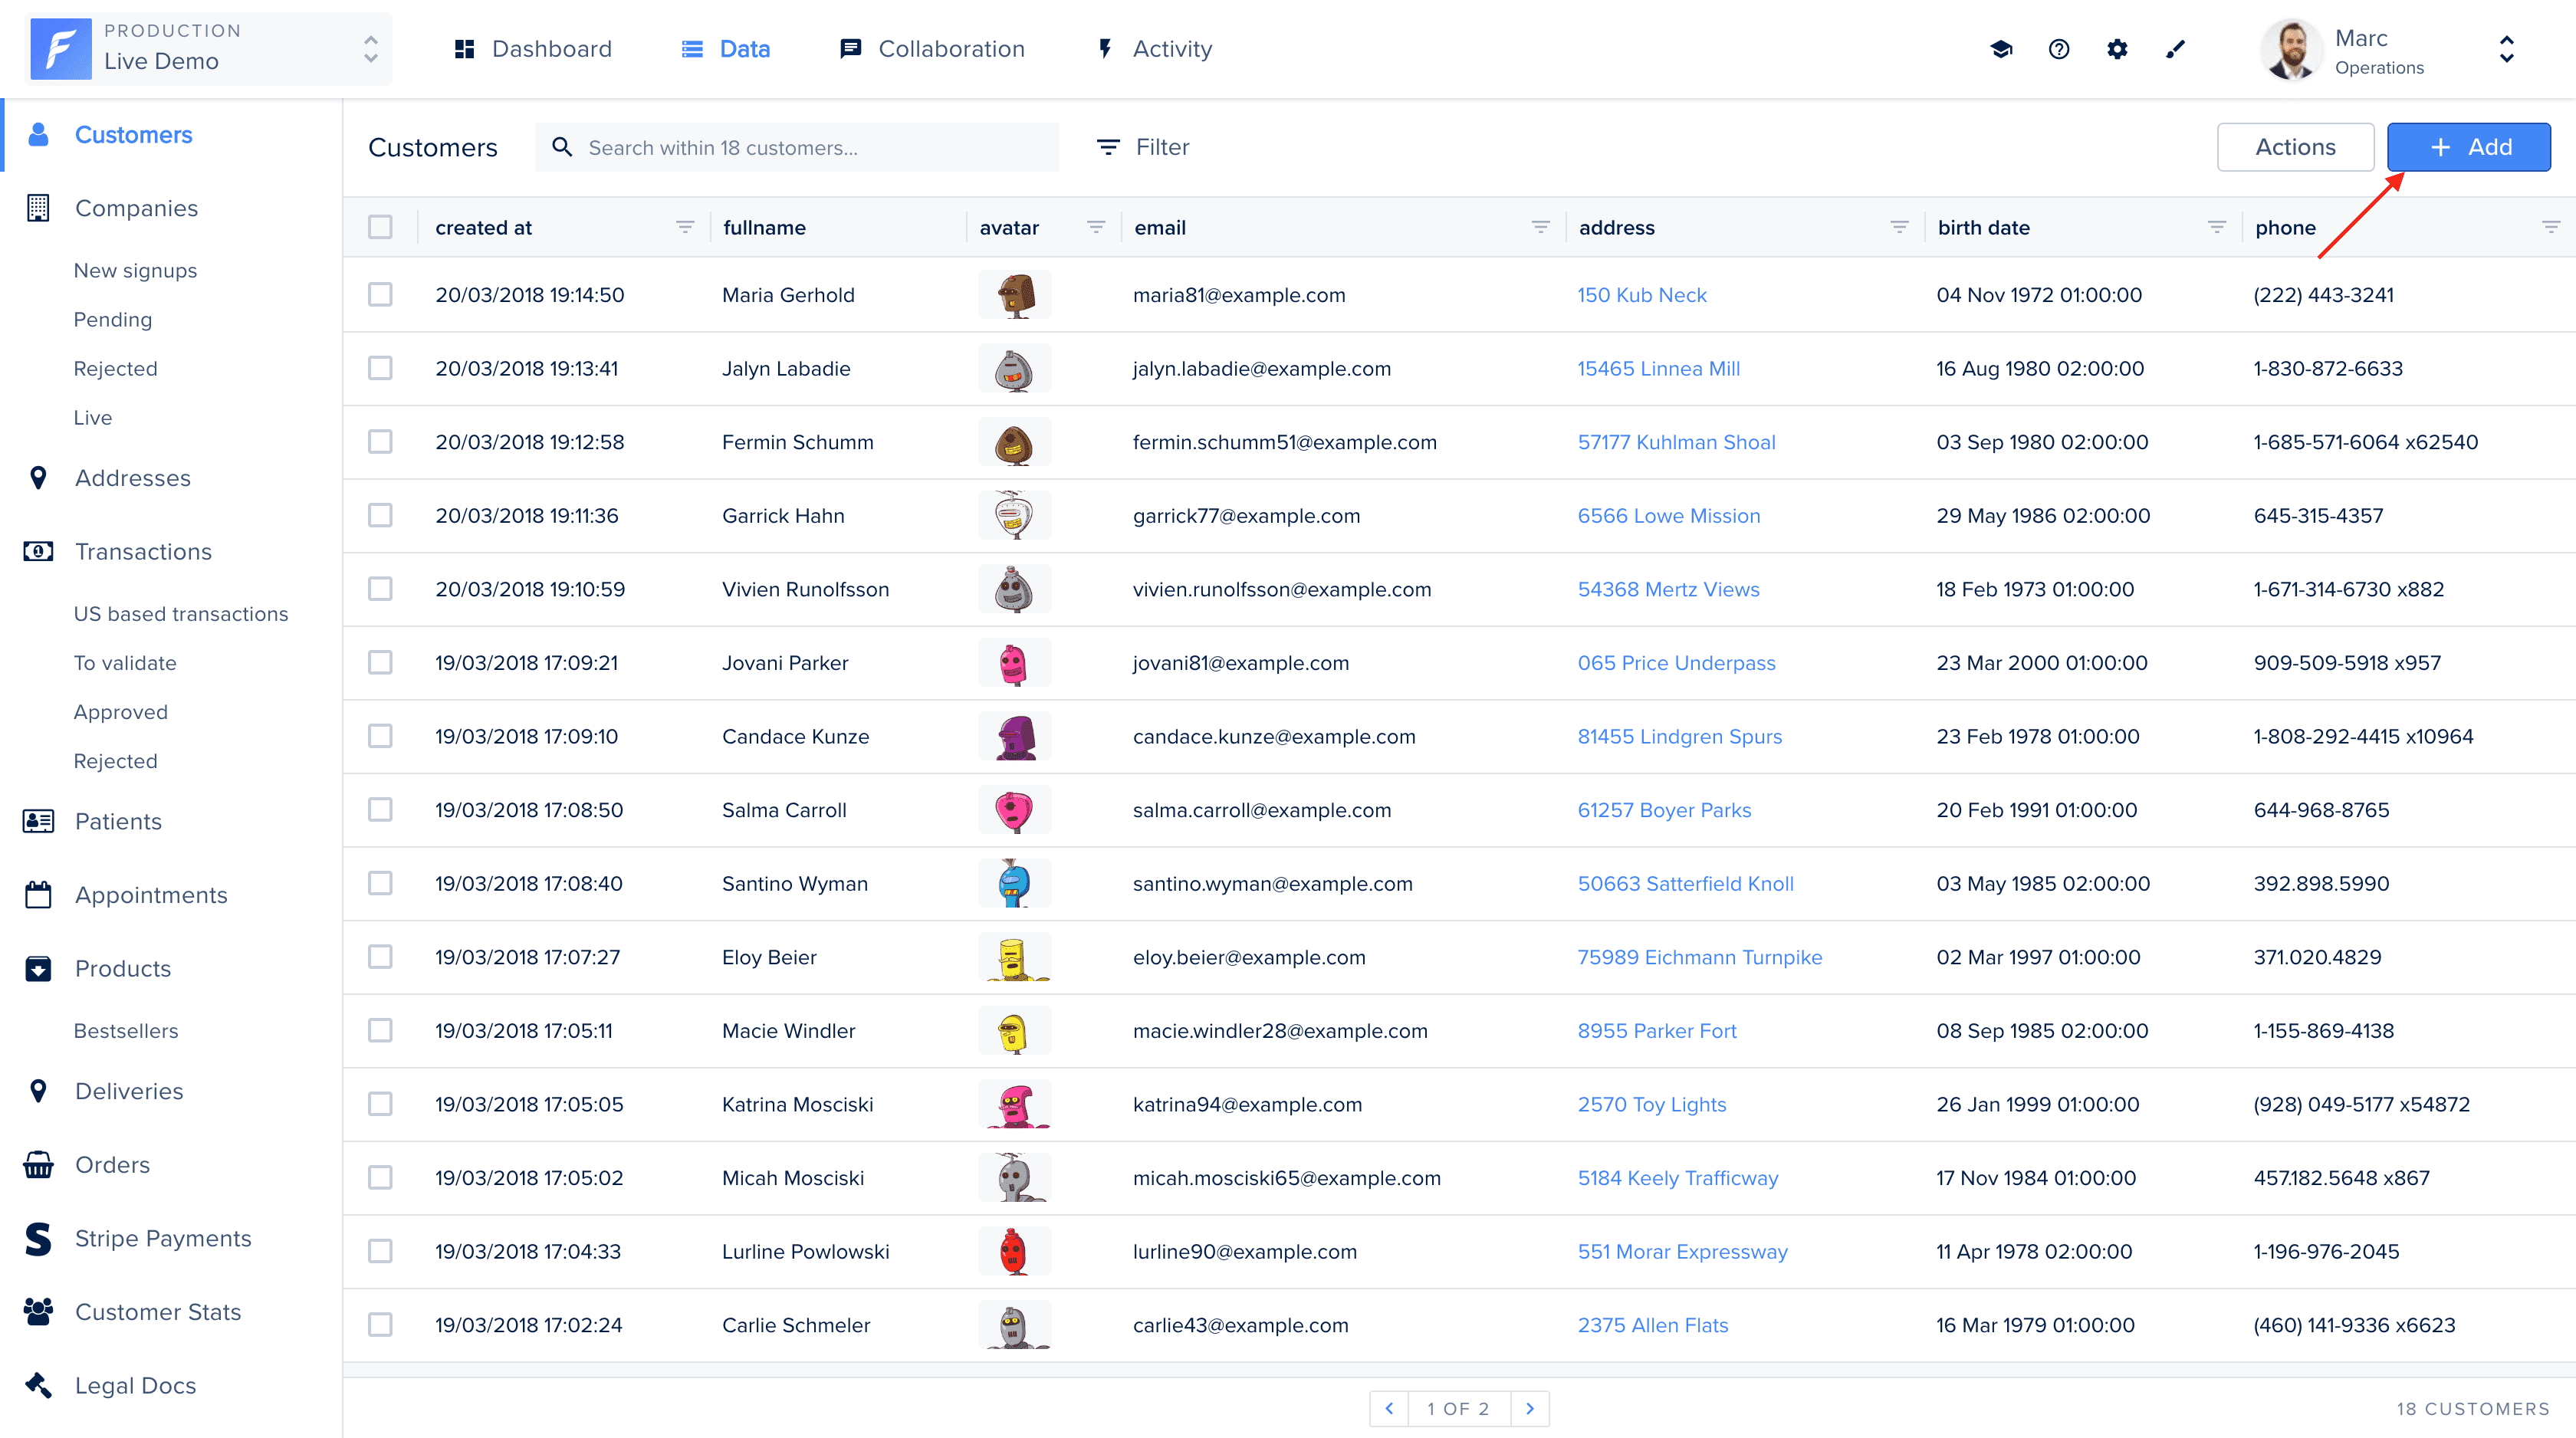 PRODUCTION
Live Demo
Dashboard
Data
Collaboration
Activity
Marc
Operations
Customers
Companies
New signups
Pending
Rejected
Live
Addresses
Transactions
US based transactions
To validate
Approved
Rejected
Patients
Appointments
Products
Bestsellers
Deliveries
Orders
Stripe Payments
Customer Stats
Legal Docs
Customers
Search within 18 customers...
Filter
Actions
+ Add
created at fullname avatar email address birth date phone
20/03/2018 19:14:50 Maria Gerhold maria81@example.com 150 Kub Neck 04 Nov 1972 01:00:00 (222) 443-3241
20/03/2018 19:13:41 Jalyn Labadie jalyn.labadie@example.com 15465 Linnea Mill 16 Aug 1980 02:00:00 1-830-872-6633
20/03/2018 19:12:58 Fermin Schumm fermin.schumm51@example.com 57177 Kuhlman Shoal 03 Sep 1980 02:00:00 1-685-571-6064 x62540
20/03/2018 19:11:36 Garrick Hahn garrick77@example.com 6566 Lowe Mission 29 May 1986 02:00:00 645-315-4357
20/03/2018 19:10:59 Vivien Runolfsson vivien.runolfsson@example.com 54368 Mertz Views 18 Feb 1973 01:00:00 1-671-314-6730 x882
19/03/2018 17:09:21 Jovani Parker jovani81@example.com 065 Price Underpass 23 Mar 2000 01:00:00 909-509-5918 x957
19/03/2018 17:09:10 Candace Kunze candace.kunze@example.com 81455 Lindgren Spurs 23 Feb 1978 01:00:00 1-808-292-4415 x10964
19/03/2018 17:08:50 Salma Carroll salma.carroll@example.com 61257 Boyer Parks 20 Feb 1991 01:00:00 644-968-8765
19/03/2018 17:08:40 Santino Wyman santino.wyman@example.com 50663 Satterfield Knoll 03 May 1985 02:00:00 392.898.5990
19/03/2018 17:07:27 Eloy Beier eloy.beier@example.com 75989 Eichmann Turnpike 02 Mar 1997 01:00:00 371.020.4829
19/03/2018 17:05:11 Macie Windler macie.windler28@example.com 8955 Parker Fort 08 Sep 1985 02:00:00 1-155-869-4138
19/03/2018 17:05:05 Katrina Mosciski katrina94@example.com 2570 Toy Lights 26 Jan 1999 01:00:00 (928) 049-5177 x54872
19/03/2018 17:05:02 Micah Mosciski micah.mosciski65@example.com 5184 Keely Trafficway 17 Nov 1984 01:00:00 457.182.5648 x867
19/03/2018 17:04:33 Lurline Powlowski lurline90@example.com 551 Morar Expressway 11 Apr 1978 02:00:00 1-196-976-2045
19/03/2018 17:02:24 Carlie Schmeler carlie43@example.com 2375 Allen Flats 16 Mar 1979 01:00:00 (460) 141-9336 x6623
1 OF 2
18 CUSTOMERS